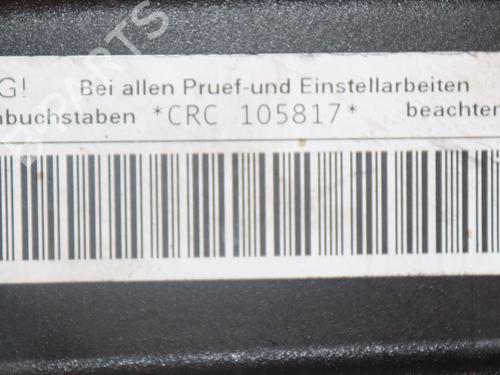 G! Bei allen Pruef-und Einstellarbeiten
nbuchstaben *CRC 105817* beachten